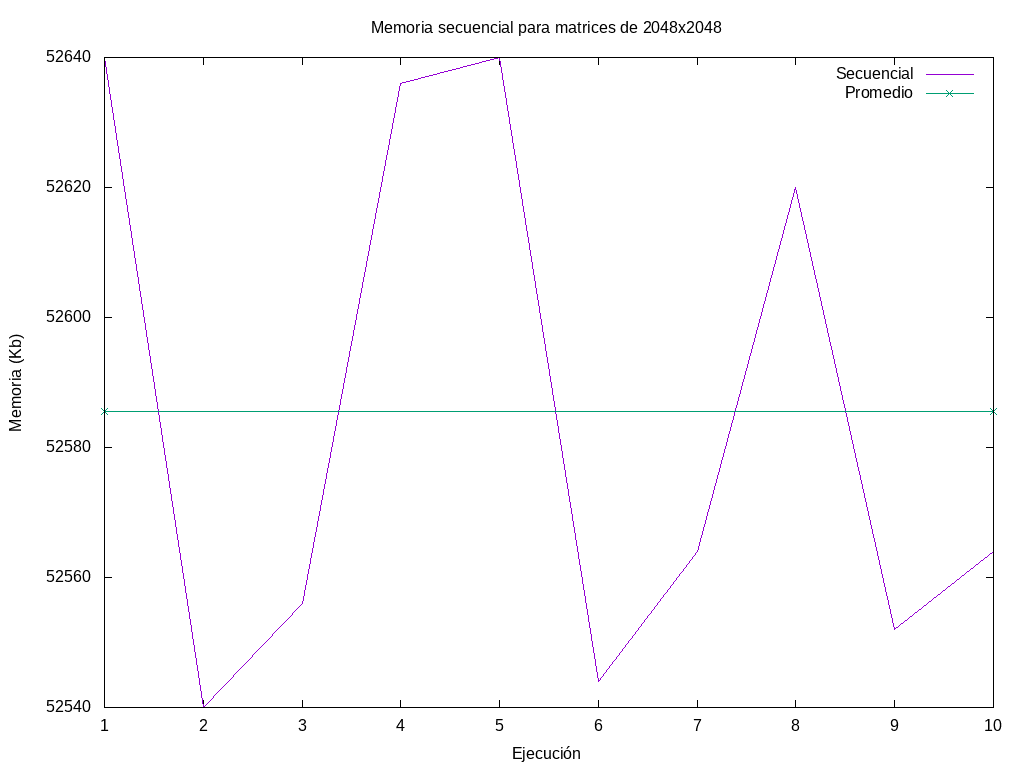 Memoria secuencial para matrices de 2048x2048
Secuencial
Promedio
Memoria (Kb)
52640
52620
52600
52580
52560
52540
1 2 3 4 5 6 7 8 9 10
Ejecución